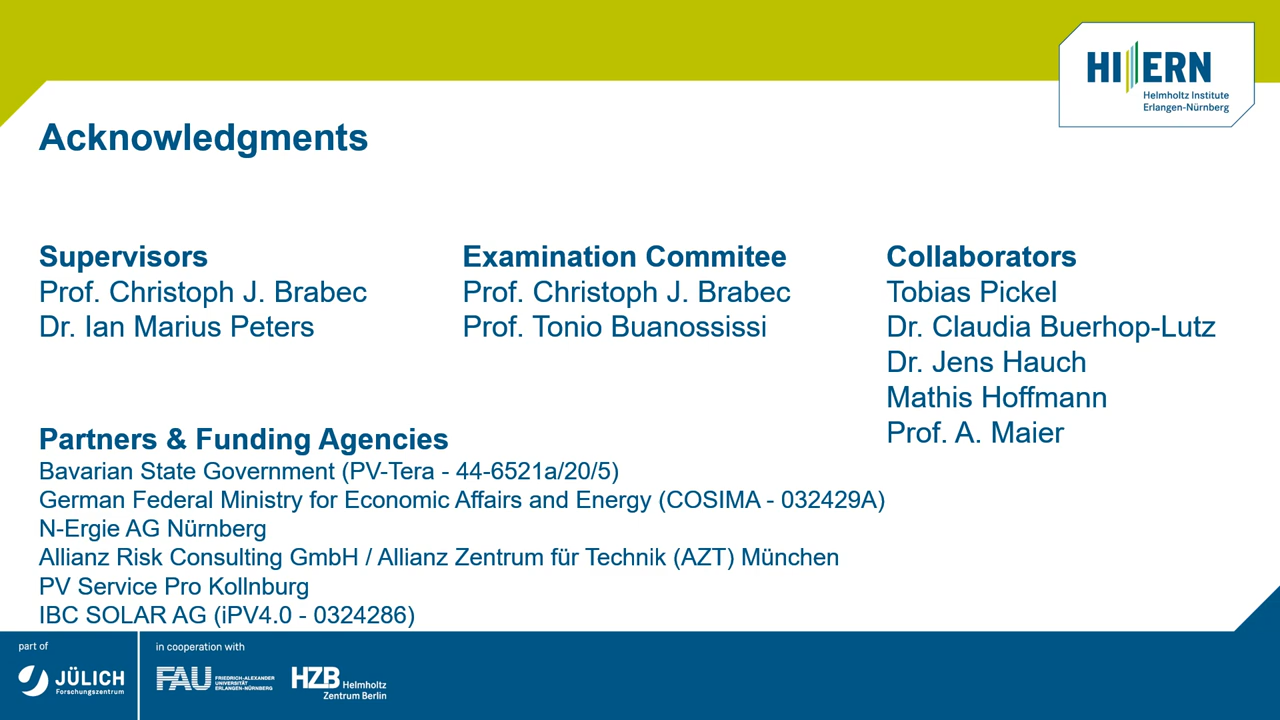 HI ERN
Helmholtz Institute
Erlangen-Nürnberg
Acknowledgments
Supervisors
Prof. Christoph J. Brabec
Dr. Ian Marius Peters
Examination Commitee
Prof. Christoph J. Brabec
Prof. Tonio Buanossissi
Collaborators
Tobias Pickel
Dr. Claudia Buerhop-Lutz
Dr. Jens Hauch
Mathis Hoffmann
Prof. A. Maier
Partners & Funding Agencies
Bavarian State Government (PV-Tera - 44-6521a/20/5)
German Federal Ministry for Economic Affairs and Energy (COSIMA - 032429A)
N-Ergie AG Nürnberg
Allianz Risk Consulting GmbH / Allianz Zentrum für Technik (AZT) München
PV Service Pro Kollnburg
IBC SOLAR AG (iPV4.0 - 0324286)
part of
JÜLICH
Forschungszentrum
in cooperation with
FAU
FRIEDRICH-ALEXANDER
UNIVERSITÄT
ERLANGEN-NÜRNBERG
HZB Helmholtz
Zentrum Berlin